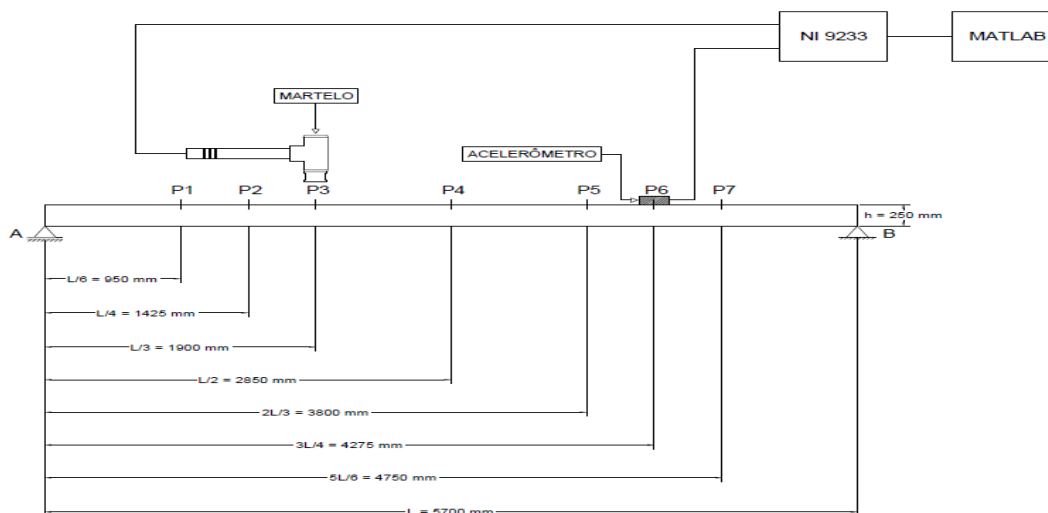 NI 9233
MATLAB
MARTELO
ACELERÔMETRO
P1
P2
P3
P4
P5
P6
P7
A
B
h = 250 mm
L/6 = 950 mm
L/4 = 1425 mm
L/3 = 1900 mm
L/2 = 2850 mm
2L/3 = 3800 mm
3L/4 = 4275 mm
5L/6 = 4750 mm
L = 5700 mm